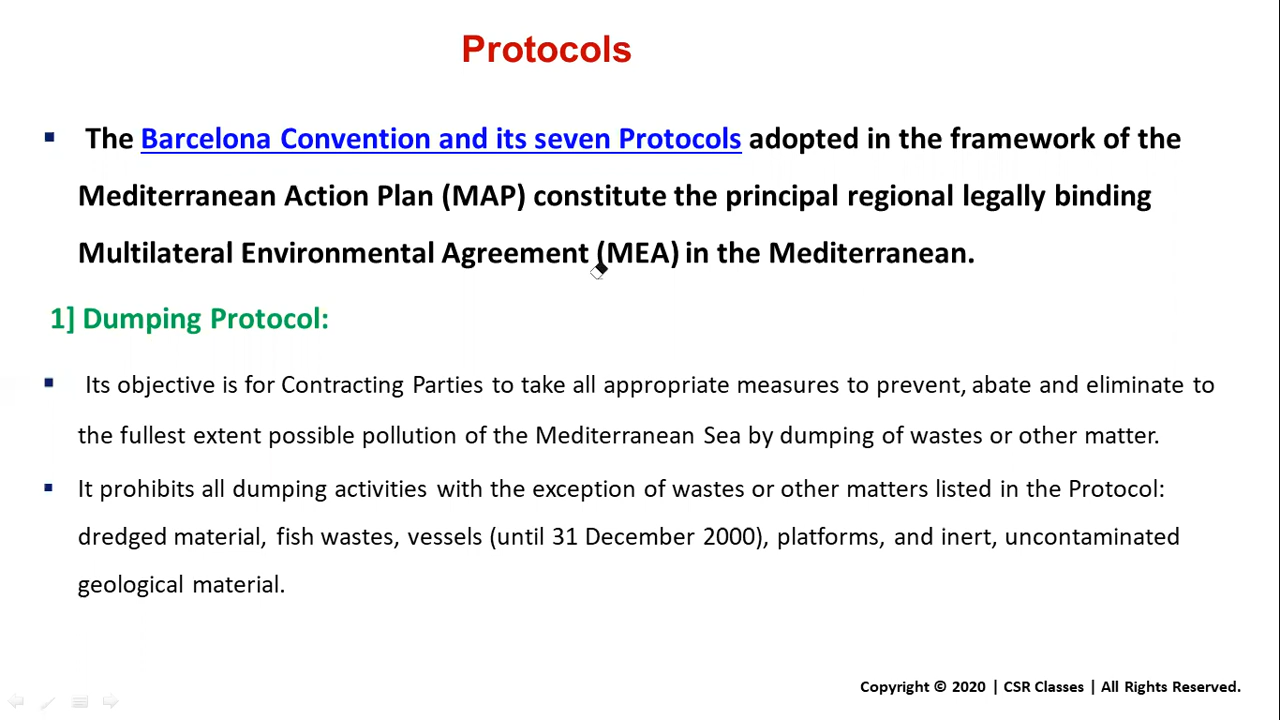 Protocols
▪ The Barcelona Convention and its seven Protocols adopted in the framework of the
Mediterranean Action Plan (MAP) constitute the principal regional legally binding
Multilateral Environmental Agreement (MEA) in the Mediterranean.
1] Dumping Protocol:
▪ Its objective is for Contracting Parties to take all appropriate measures to prevent, abate and eliminate to
the fullest extent possible pollution of the Mediterranean Sea by dumping of wastes or other matter.
▪ It prohibits all dumping activities with the exception of wastes or other matters listed in the Protocol:
dredged material, fish wastes, vessels (until 31 December 2000), platforms, and inert, uncontaminated
geological material.
Copyright © 2020 | CSR Classes | All Rights Reserved.